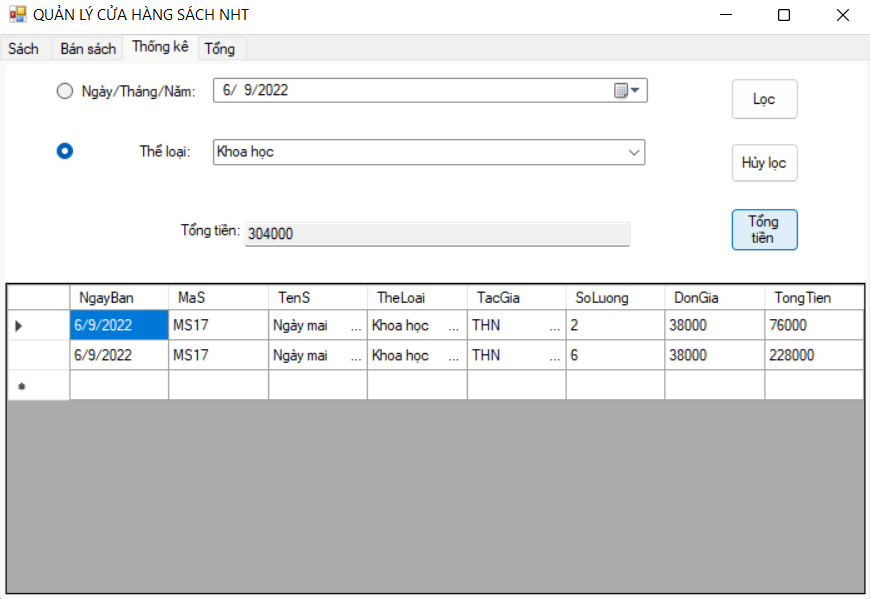 QUẢN LÝ CỬA HÀNG SÁCH NHT
Sách Bán sách Thống kê Tổng
Ngày/Tháng/Năm: 6/ 9/2022 Lọc
Thể loại: Khoa học Hủy lọc
Tổng tiền: 304000 Tổng
tiền
NgayBan MaS TenS TheLoai TacGia SoLuong DonGia TongTien
6/9/2022 MS17 Ngày mai ... Khoa học ... THN ... 2 38000 76000
6/9/2022 MS17 Ngày mai ... Khoa học ... THN ... 6 38000 228000